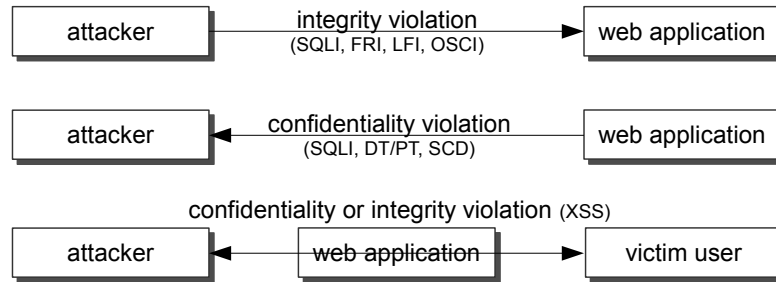 attacker
integrity violation
(SQLI, FRI, LFI, OSCI)
web application
attacker
confidentiality violation
(SQLI, DT/PT, SCD)
web application
confidentiality or integrity violation (XSS)
attacker
web application
victim user